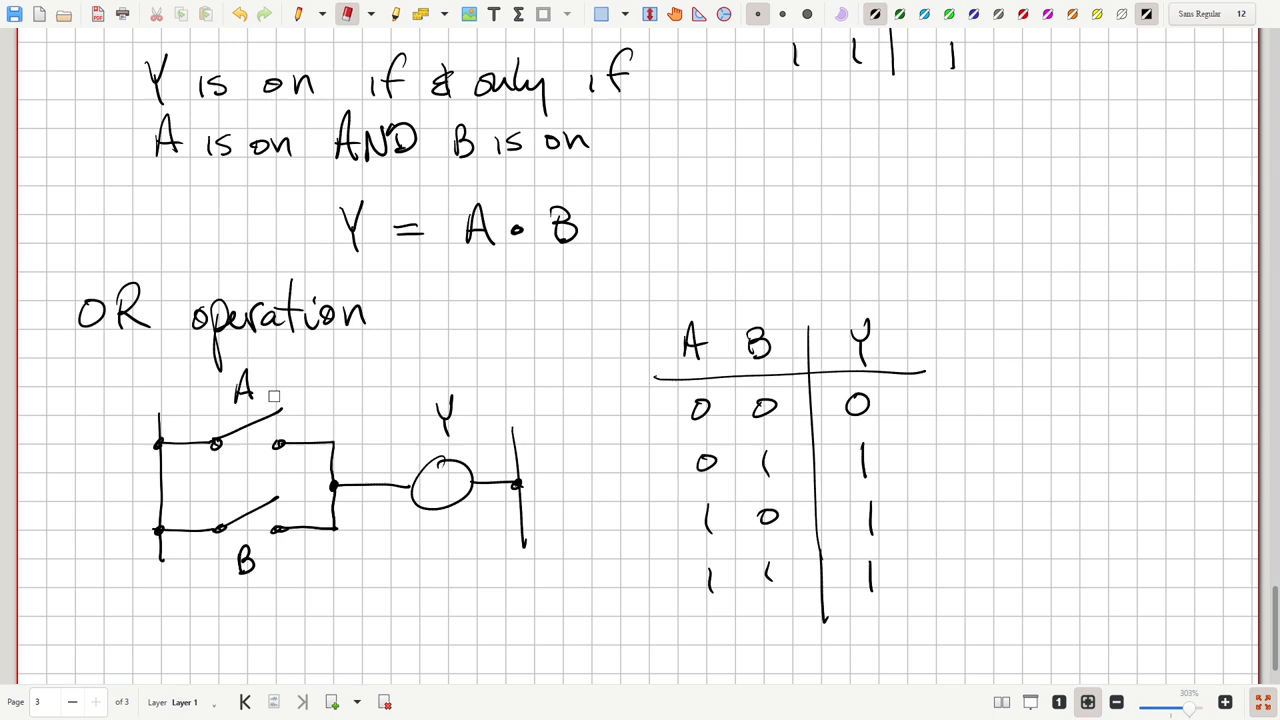 Sans Regular 12
1 1 1
Y is on if & only if
A is on AND B is on
Y = A • B
OR operation
A B Y
0 0 0
0 1 1
1 0 1
1 1 1
A
Y
B
Page 3 of 3 Layer Layer 1 303%